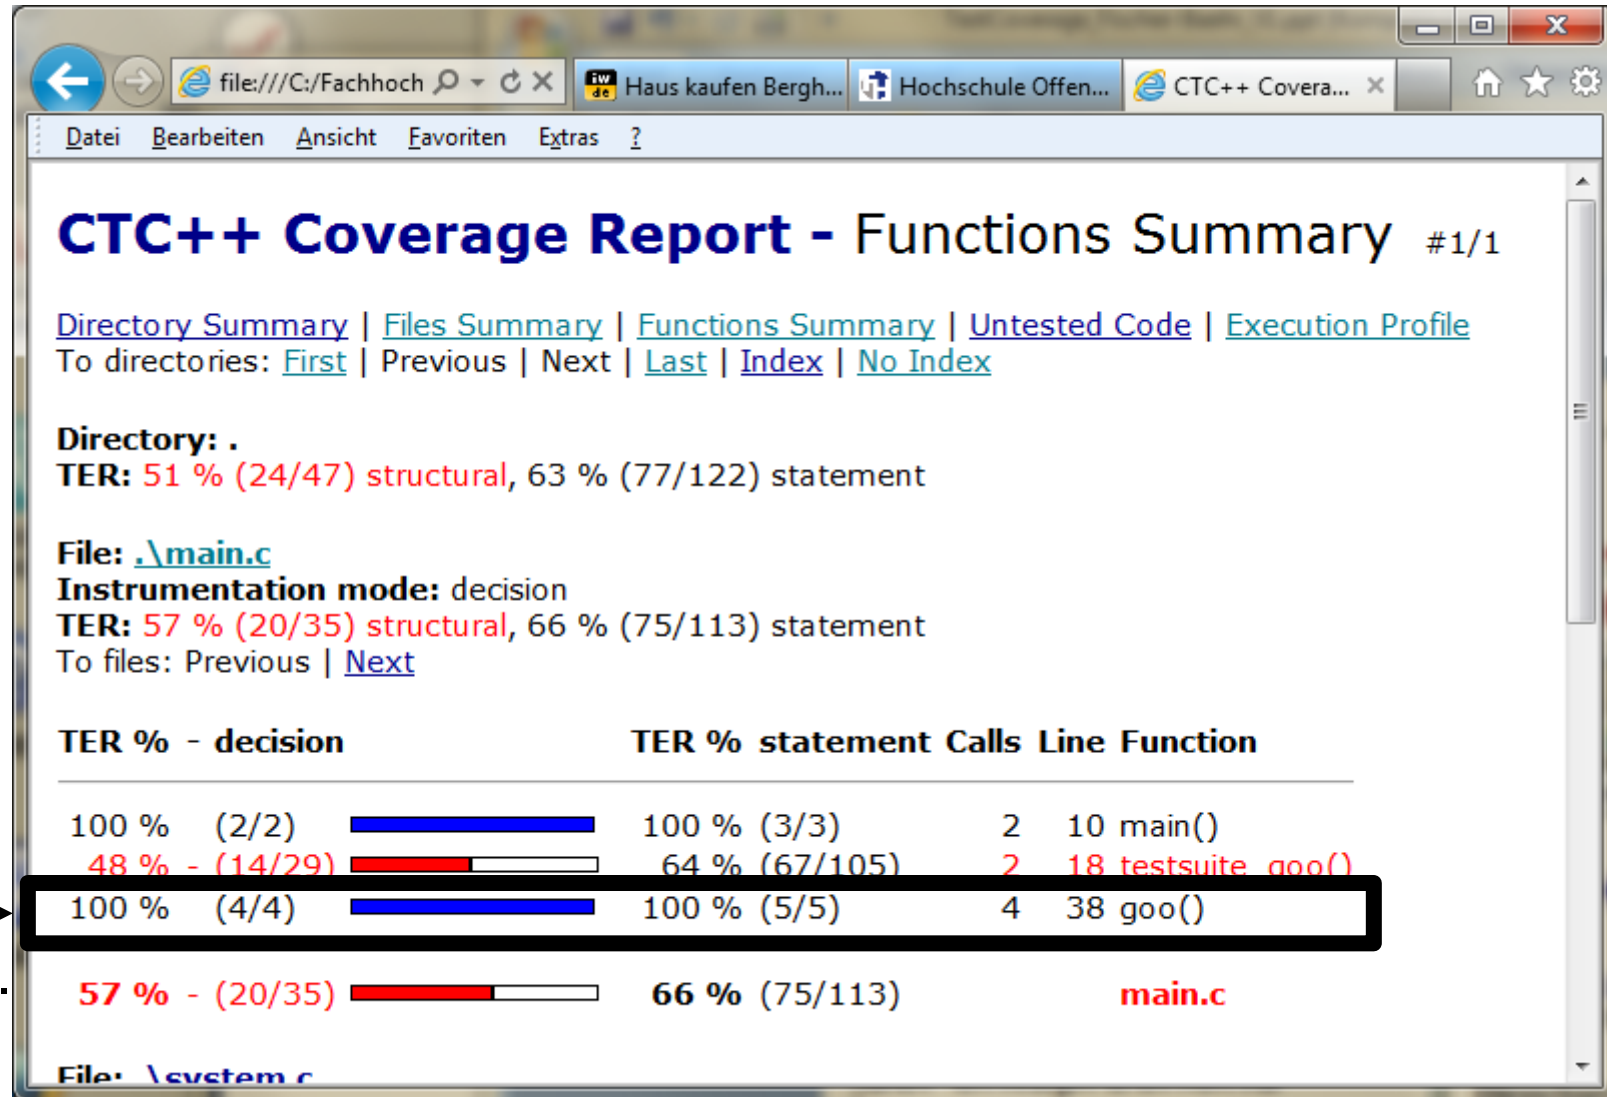 file:///C:/Fachhoch
Haus kaufen Bergh...
Hochschule Offen...
CTC++ Covera...
Datei Bearbeiten Ansicht Favoriten Extras ?
CTC++ Coverage Report - Functions Summary #1/1
Directory Summary | Files Summary | Functions Summary | Untested Code | Execution Profile
To directories: First | Previous | Next | Last | Index | No Index
Directory: .
TER: 51 % (24/47) structural, 63 % (77/122) statement
File: .\main.c
Instrumentation mode: decision
TER: 57 % (20/35) structural, 66 % (75/113) statement
To files: Previous | Next
TER % - decision TER % statement Calls Line Function
100 % (2/2) 100 % (3/3) 2 10 main()
48 % - (14/29) 64 % (67/105) 2 18 testsuite_goo()
100 % (4/4) 100 % (5/5) 4 38 goo()
57 % - (20/35) 66 % (75/113) main.c
File: .\system.c